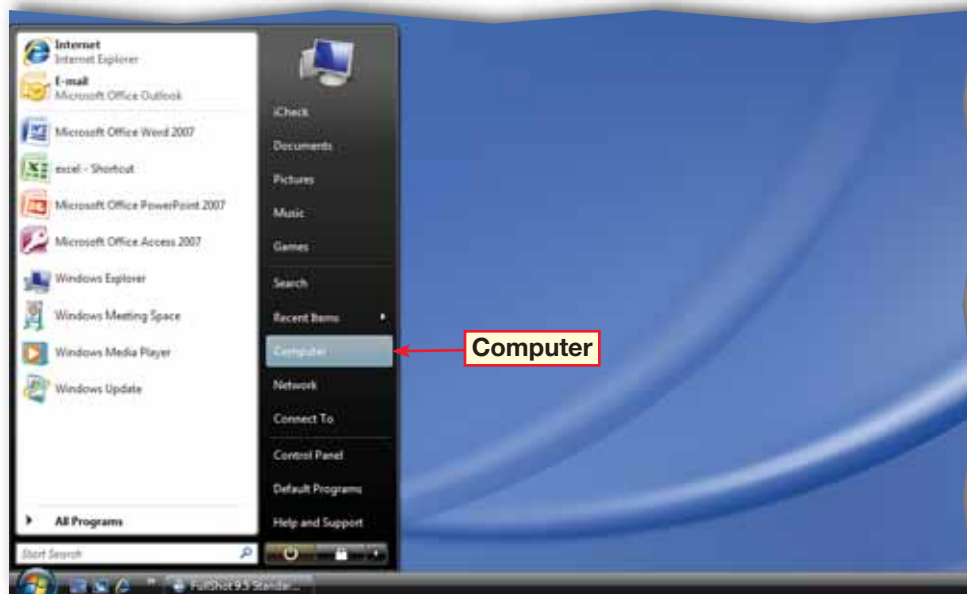 Internet
Internet Explorer
E-mail
Microsoft Office Outlook
Microsoft Office Word 2007
excel - Shortcut
Microsoft Office PowerPoint 2007
Microsoft Office Access 2007
Windows Explorer
Windows Meeting Space
Windows Media Player
Windows Update
All Programs
Start Search
iCheck
Documents
Pictures
Music
Games
Search
Recent Items
Computer
Network
Connect To
Control Panel
Default Programs
Help and Support
Computer
FullShot 9.5 Standar...